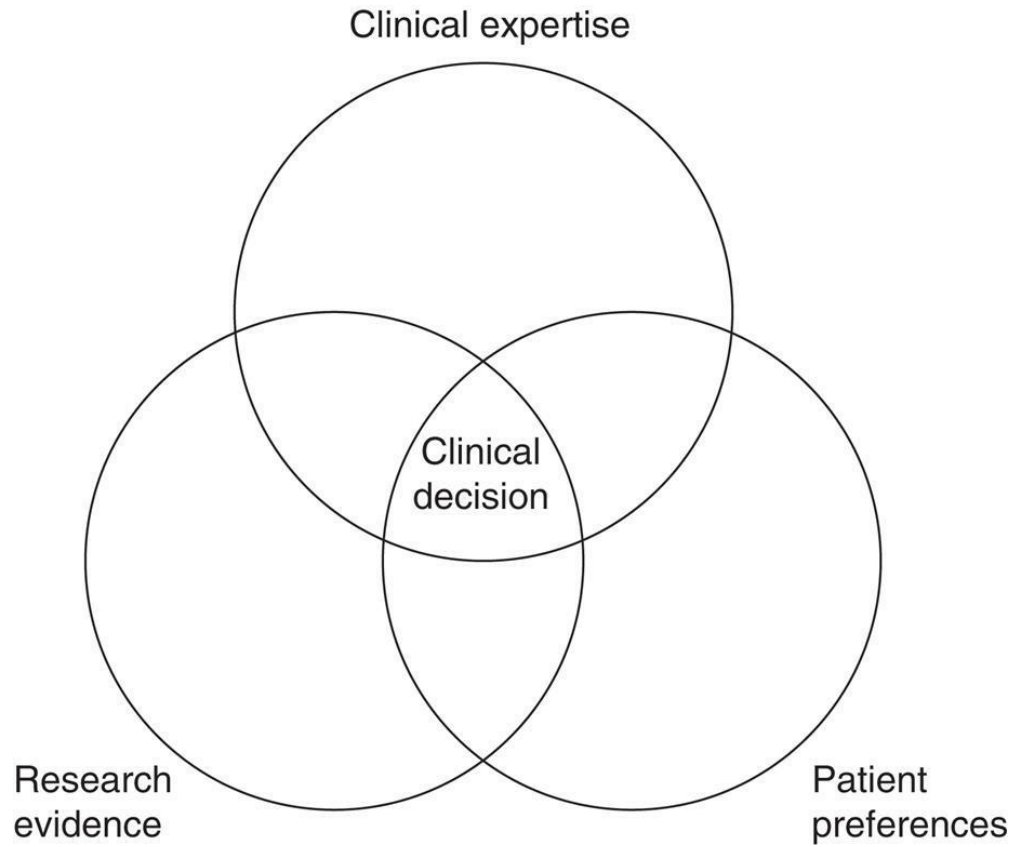 Clinical expertise
Clinical
decision
Research
evidence
Patient
preferences